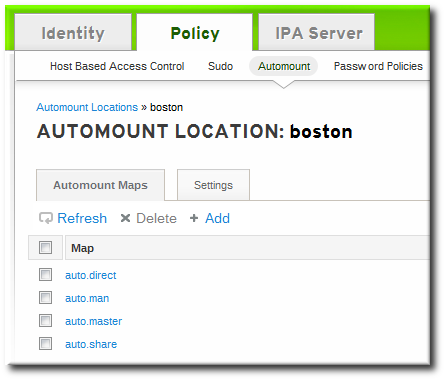 Identity Policy IPA Server
Host Based Access Control Sudo Automount Password Policies
Automount Locations » boston
AUTOMOUNT LOCATION: boston
Automount Maps Settings
Refresh Delete Add
Map
auto.direct
auto.man
auto.master
auto.share